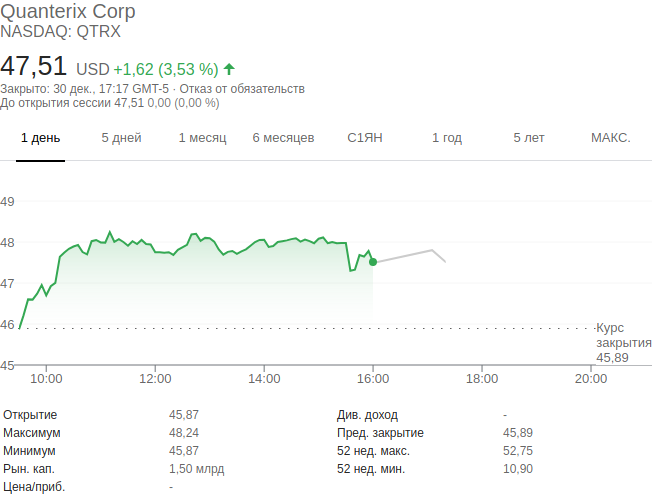 Quanterix Corp
NASDAQ: QTRX
47,51 USD +1,62 (3,53 %)
Закрыто: 30 дек., 17:17 GMT-5 · Отказ от обязательств
До открытия сессии 47,51 0,00 (0,00 %)
1 день 5 дней 1 месяц 6 месяцев С1ЯН 1 год 5 лет МАКС.
49
48
47
46
Курс
закрытия
45,89
45
10:00 12:00 14:00 16:00 18:00 20:00
Открытие 45,87 Див. доход -
Максимум 48,24 Пред. закрытие 45,89
Минимум 45,87 52 нед. макс. 52,75
Рын. кап. 1,50 млрд 52 нед. мин. 10,90
Цена/приб. -